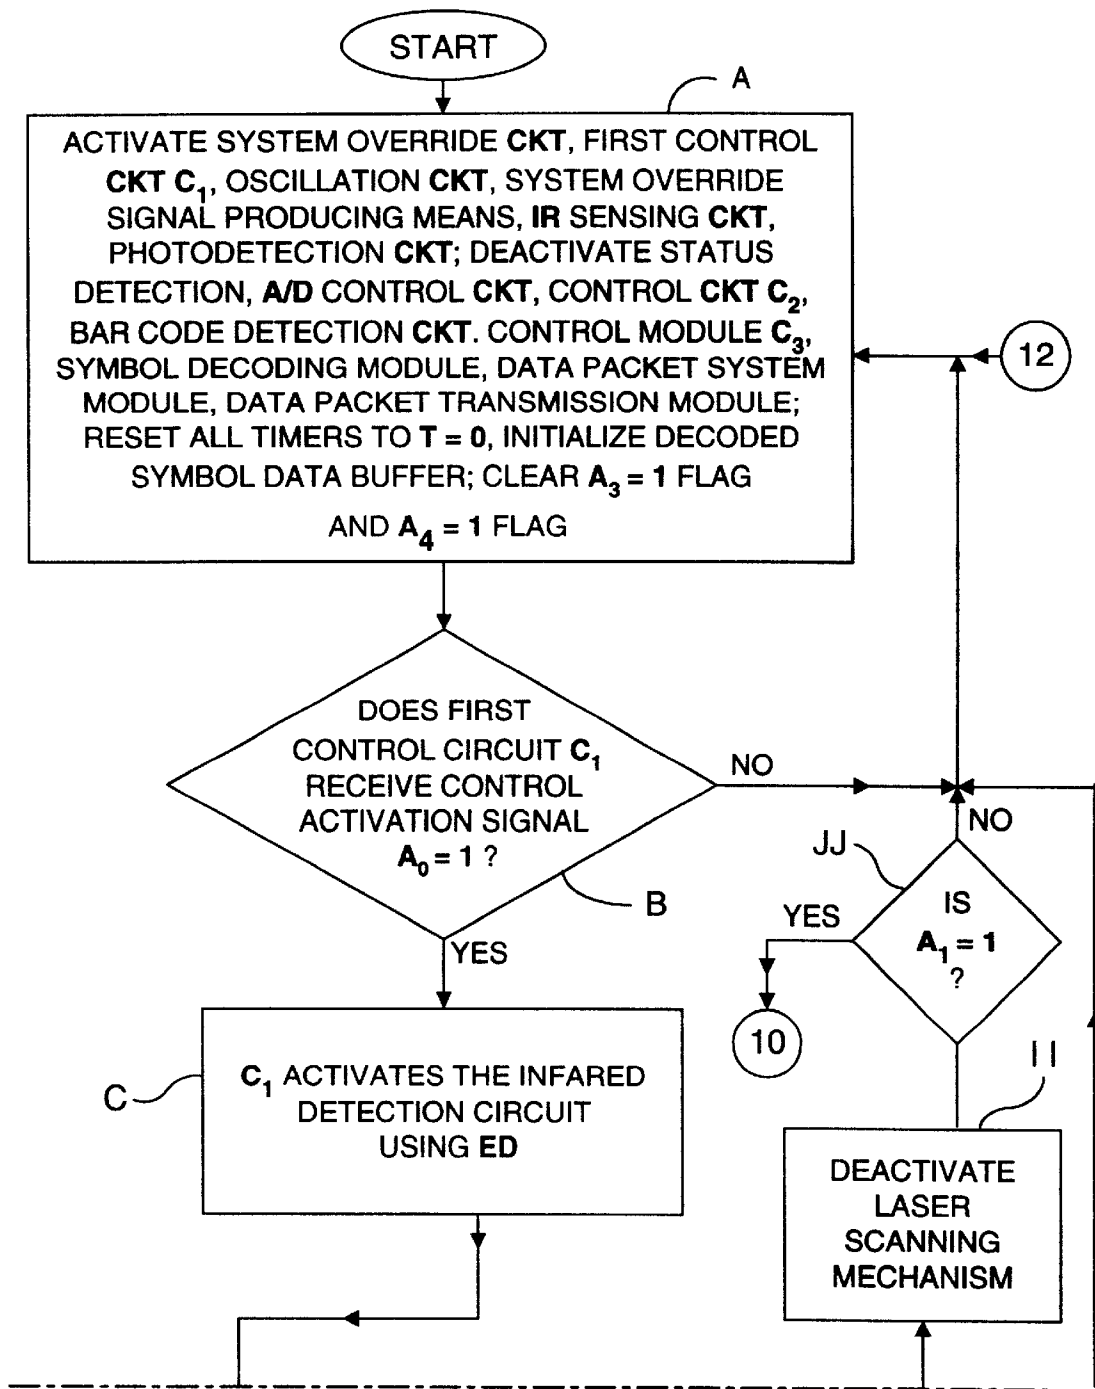 START
A
ACTIVATE SYSTEM OVERRIDE CKT, FIRST CONTROL
CKT C1, OSCILLATION CKT, SYSTEM OVERRIDE
SIGNAL PRODUCING MEANS, IR SENSING CKT,
PHOTODETECTION CKT; DEACTIVATE STATUS
DETECTION, A/D CONTROL CKT, CONTROL CKT C2,
BAR CODE DETECTION CKT. CONTROL MODULE C3,
SYMBOL DECODING MODULE, DATA PACKET SYSTEM
MODULE, DATA PACKET TRANSMISSION MODULE;
RESET ALL TIMERS TO T = 0, INITIALIZE DECODED
SYMBOL DATA BUFFER; CLEAR A3 = 1 FLAG
AND A4 = 1 FLAG
12
DOES FIRST
CONTROL CIRCUIT C1
RECEIVE CONTROL
ACTIVATION SIGNAL
A0 = 1 ?
NO
B
YES
NO
JJ
IS
A1 = 1
?
YES
10
C
C1 ACTIVATES THE INFARED
DETECTION CIRCUIT
USING ED
II
DEACTIVATE
LASER
SCANNING
MECHANISM